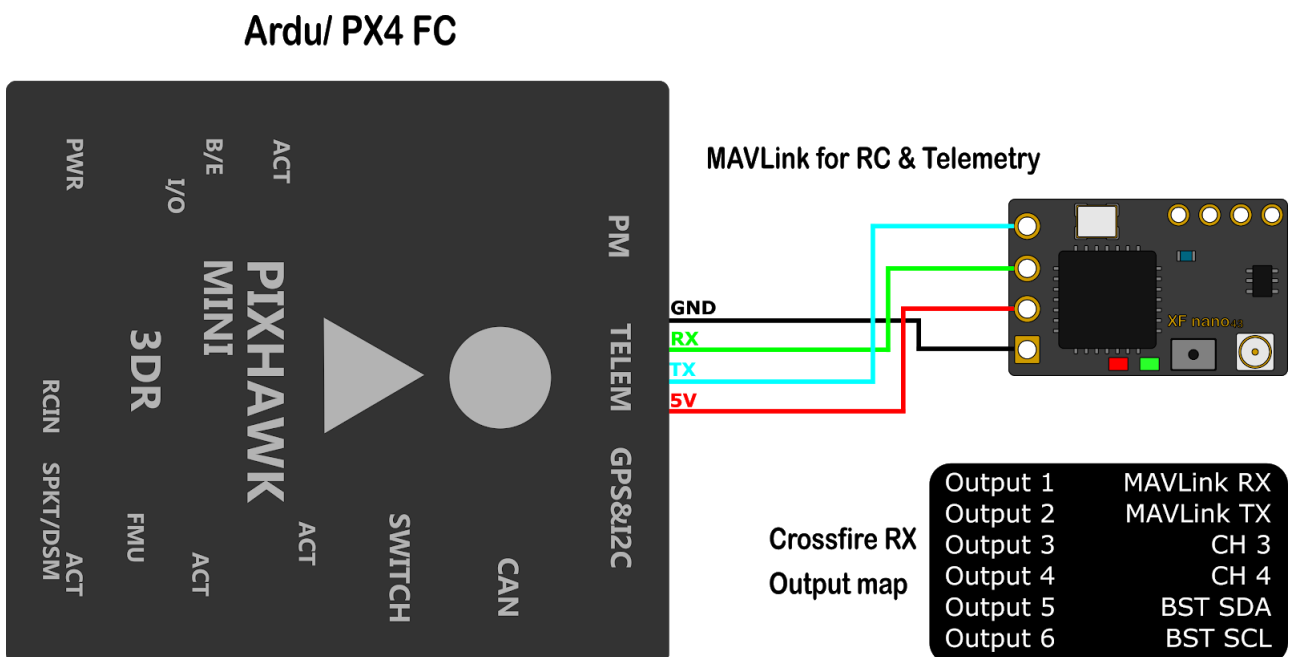 Ardu/ PX4 FC
PWR
I/O
B/E
ACT
PM
MAVLink for RC & Telemetry
PIXHAWK
MINI
3DR
TELEM
GND
RX
TX
5V
XF nano
RCIN
SPKT/DSM
ACT
FMU
ACT
ACT
SWITCH
CAN
GPS&I2C
Crossfire RX
Output map
Output 1 MAVLink RX
Output 2 MAVLink TX
Output 3 CH 3
Output 4 CH 4
Output 5 BST SDA
Output 6 BST SCL